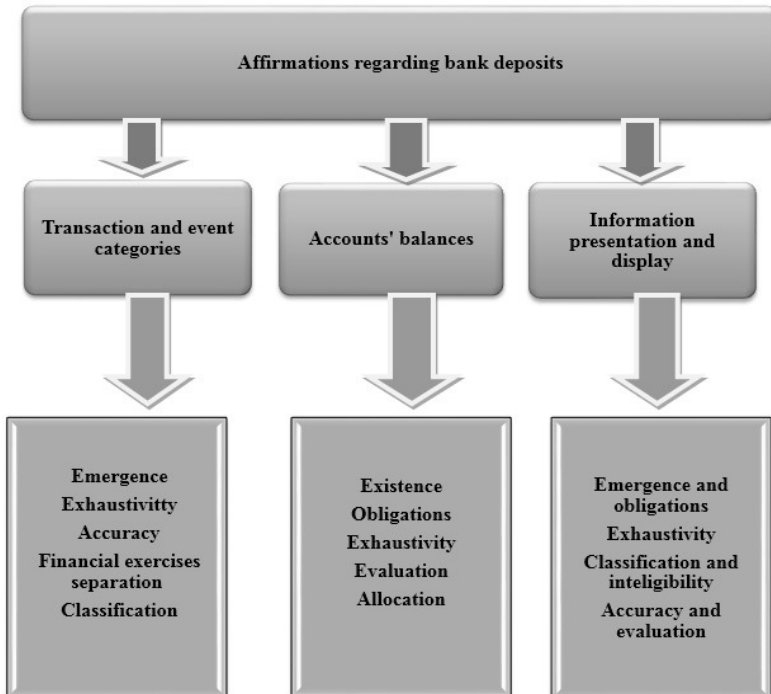 Affirmations regarding bank deposits
Transaction and event
categories
Accounts' balances
Information
presentation and
display
Emergence
Exhaustivitty
Accuracy
Financial exercises
separation
Classification
Existence
Obligations
Exhaustivity
Evaluation
Allocation
Emergence and
obligations
Exhaustivity
Classification and
inteligibility
Accuracy and
evaluation